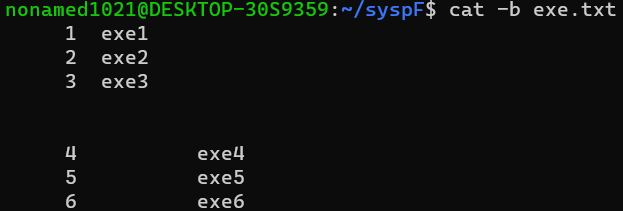 nonamed1021@DESKTOP-30S9359:~/syspF$ cat -b exe.txt
     1  exe1
     2  exe2
     3  exe3


     4          exe4
     5          exe5
     6          exe6